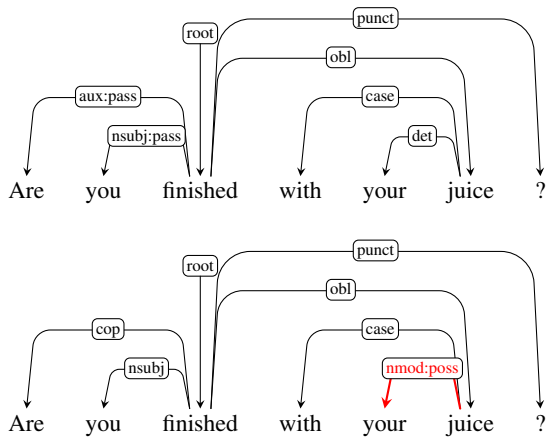 punct
root
obl
aux:pass
case
nsubj:pass
det
Are you finished with your juice ?
punct
root
obl
cop
case
nsubj
nmod:poss
Are you finished with your juice ?